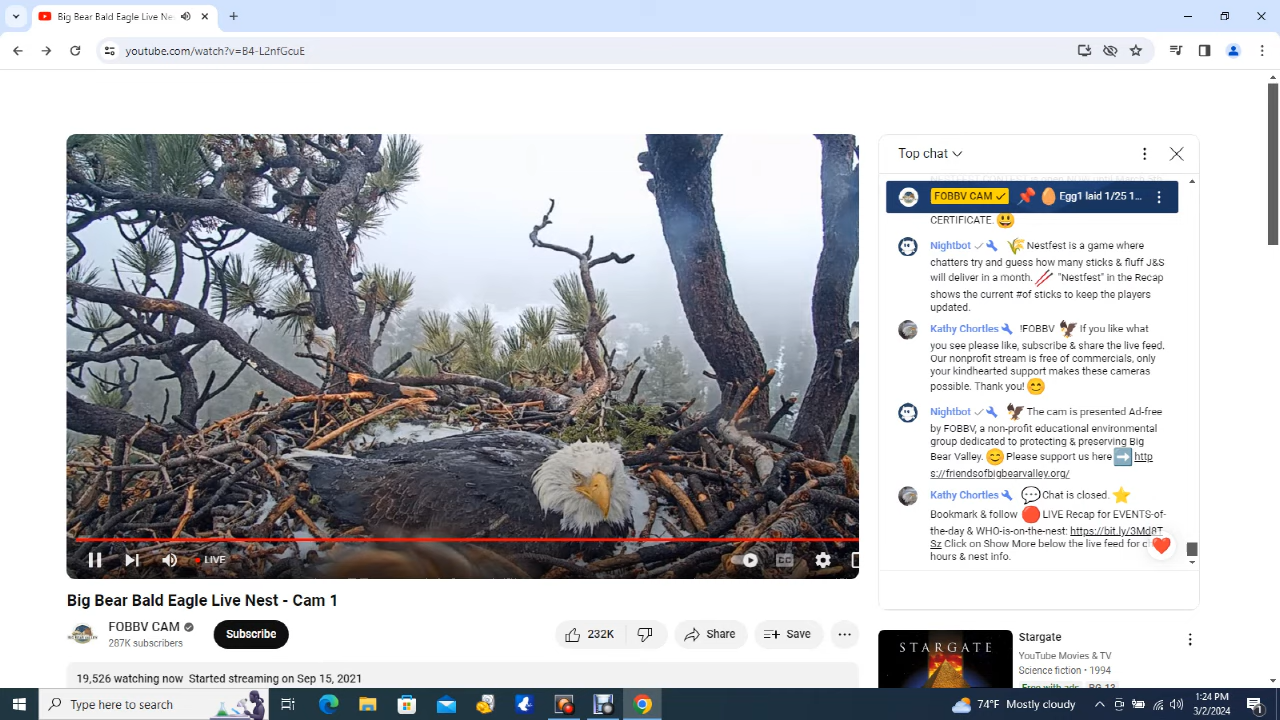 Big Bear Bald Eagle Live Ne
youtube.com/watch?v=B4-L2nfGcuE
LIVE
Big Bear Bald Eagle Live Nest - Cam 1
FOBBV CAM
287K subscribers
Subscribe
232K
Share
Save
19,526 watching now Started streaming on Sep 15, 2021
Top chat
FOBBV CAM 📌 🥚 Egg1 laid 1/25 1...
CERTIFICATE. 😃
Nightbot 🌾 Nestfest is a game where
chatters try and guess how many sticks & fluff J&S
will deliver in a month. 🥢 "Nestfest" in the Recap
shows the current #of sticks to keep the players
updated.
Kathy Chortles !FOBBV 🦅 If you like what
you see please like, subscribe & share the live feed.
Our nonprofit stream is free of commercials, only
your kindhearted support makes these cameras
possible. Thank you! 😊
Nightbot 🦅 The cam is presented Ad-free
by FOBBV, a non-profit educational environmental
group dedicated to protecting & preserving Big
Bear Valley. 😊 Please support us here ➡️ http
s://friendsofbigbearvalley.org/
Kathy Chortles 💬 Chat is closed. ⭐
Bookmark & follow 🔴 LIVE Recap for EVENTS-of-
the-day & WHO-is-on-the-nest: https://bit.ly/3Md8T
Sz Click on Show More below the live feed for c
hours & nest info.
STARGATE
Stargate
YouTube Movies & TV
Science fiction • 1994
Free with ads PG-13
Type here to search
74°F Mostly cloudy
1:24 PM
3/2/2024
1